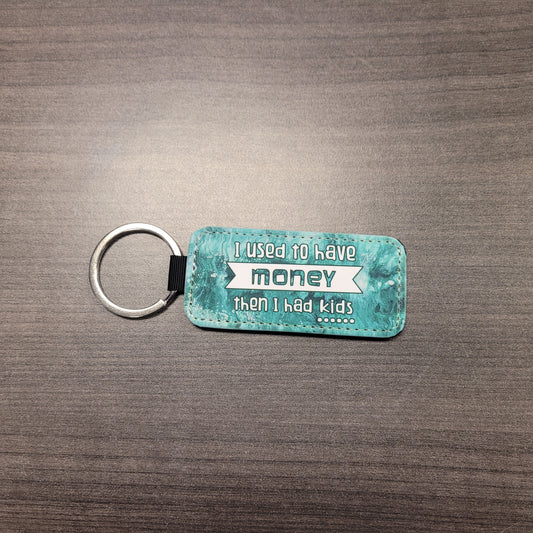 I used to have
money
then I had kids